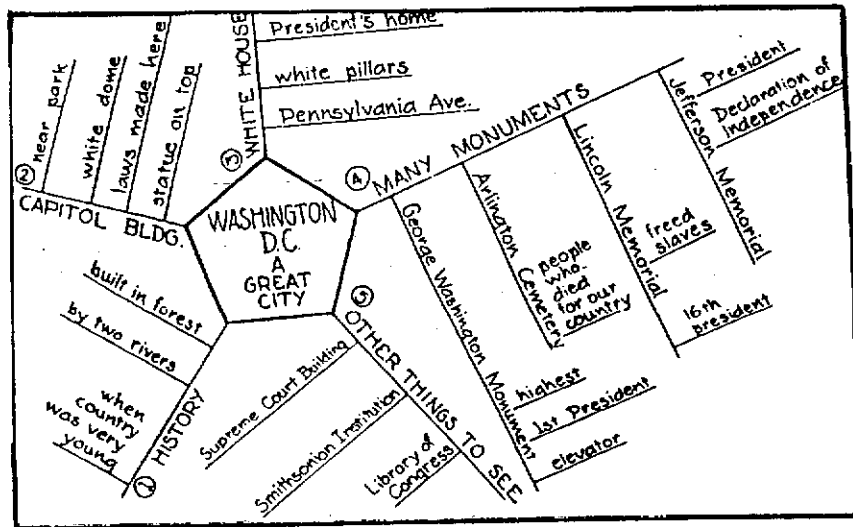 WASHINGTON
D.C.
A
GREAT
CITY
1 HISTORY
built in forest
by two rivers
when
country
was very
young
2 CAPITOL BLDG.
near park
white dome
laws made here
statue on top
3 WHITE HOUSE
President's home
white pillars
Pennsylvania Ave.
4 MANY MONUMENTS
George Washington Monument
highest
1st President
elevator
Arlington Cemetery
people
who
died
for our
country
Lincoln Memorial
freed
slaves
16th
president
Jefferson Memorial
President
Declaration of
Independence
5 OTHER THINGS TO SEE
Supreme Court Building
Smithsonian Institution
Library of
Congress